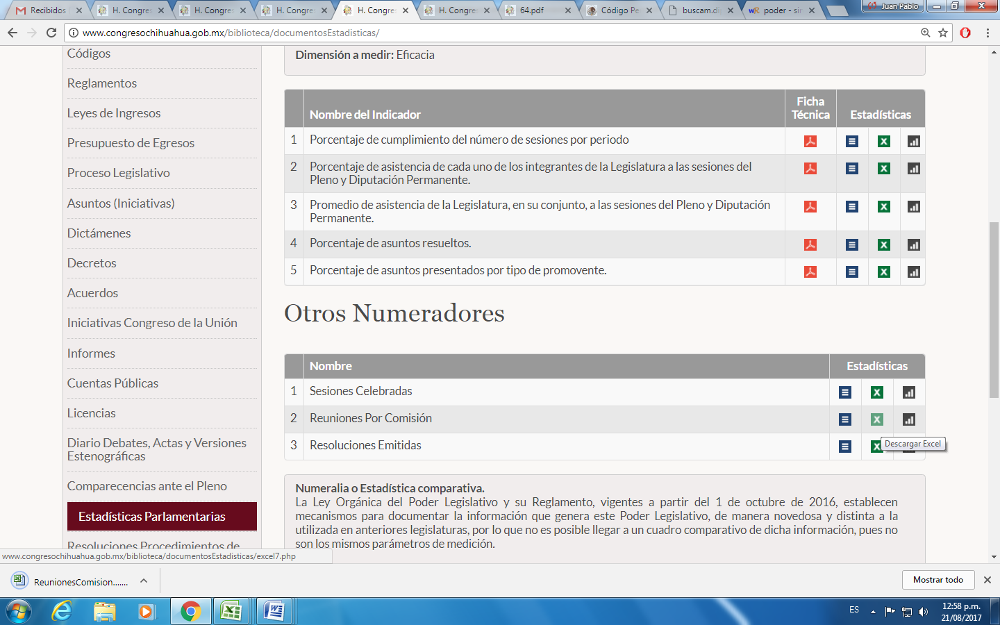 Recibidos
H. Congres
H. Congres
H. Congres
H. Congres
H. Congres
64.pdf
Código Pe
buscam.di
poder - sin
Juan Pablo
www.congresochihuahua.gob.mx/biblioteca/documentosEstadisticas/
Códigos
Reglamentos
Leyes de Ingresos
Presupuesto de Egresos
Proceso Legislativo
Asuntos (Iniciativas)
Dictámenes
Decretos
Acuerdos
Iniciativas Congreso de la Unión
Informes
Cuentas Públicas
Licencias
Diario Debates, Actas y Versiones
Estenográficas
Comparecencias ante el Pleno
Estadísticas Parlamentarias
Resoluciones Procedimientos de
Dimensión a medir: Eficacia
Nombre del Indicador
Ficha
Técnica
Estadísticas
1 Porcentaje de cumplimiento del número de sesiones por periodo
2 Porcentaje de asistencia de cada uno de los integrantes de la Legislatura a las sesiones del
Pleno y Diputación Permanente.
3 Promedio de asistencia de la Legislatura, en su conjunto, a las sesiones del Pleno y Diputación
Permanente.
4 Porcentaje de asuntos resueltos.
5 Porcentaje de asuntos presentados por tipo de promovente.
Otros Numeradores
Nombre Estadísticas
1 Sesiones Celebradas
2 Reuniones Por Comisión
3 Resoluciones Emitidas
Descargar Excel
Numeralia o Estadística comparativa.
La Ley Orgánica del Poder Legislativo y su Reglamento, vigentes a partir del 1 de octubre de 2016, establecen
mecanismos para documentar la información que genera este Poder Legislativo, de manera novedosa y distinta a la
utilizada en anteriores legislaturas, por lo que no es posible llegar a un cuadro comparativo de dicha información, pues no
son los mismos parámetros de medición.
www.congresochihuahua.gob.mx/biblioteca/documentosEstadisticas/excel7.php
ReunionesComision.......
Mostrar todo
ES
12:58 p.m.
21/08/2017